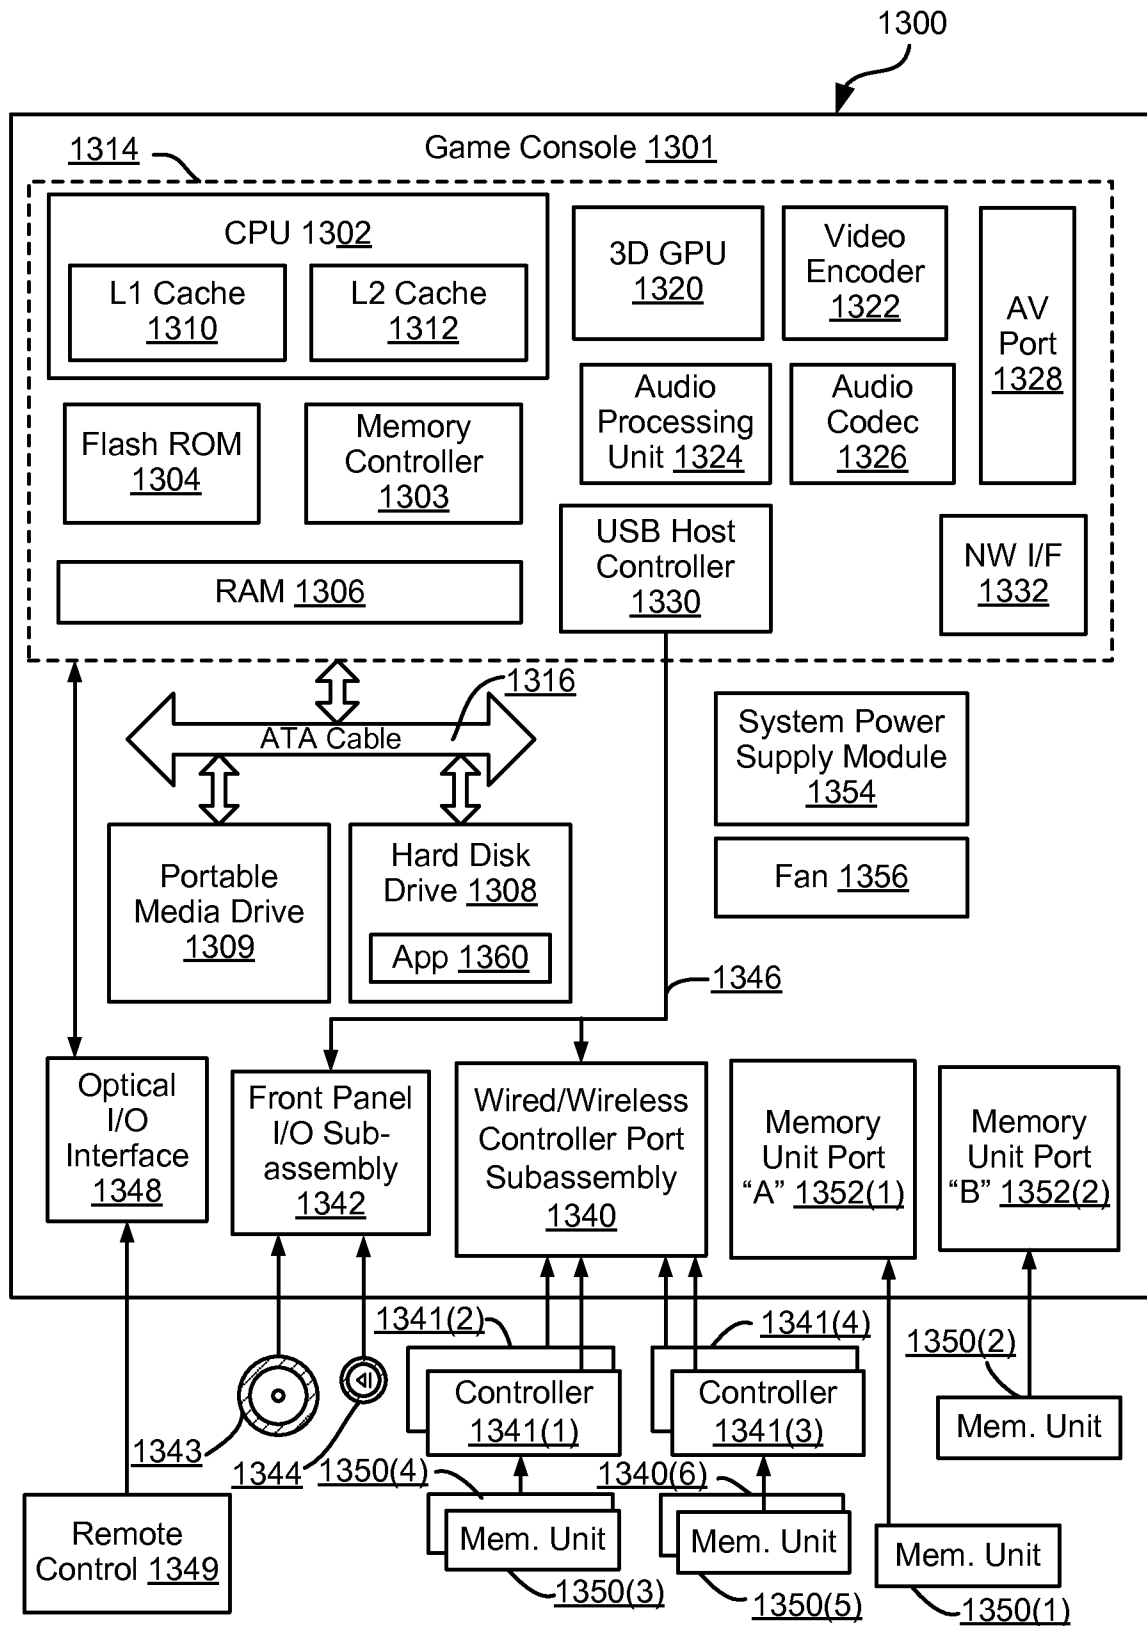 1300
Game Console 1301
1314
CPU 1302
L1 Cache
1310
L2 Cache
1312
3D GPU
1320
Video
Encoder
1322
AV
Port
1328
Flash ROM
1304
Memory
Controller
1303
Audio
Processing
Unit 1324
Audio
Codec
1326
RAM 1306
USB Host
Controller
1330
NW I/F
1332
1316
ATA Cable
System Power
Supply Module
1354
Portable
Media Drive
1309
Hard Disk
Drive 1308
App 1360
Fan 1356
1346
Optical
I/O
Interface
1348
Front Panel
I/O Sub-
assembly
1342
Wired/Wireless
Controller Port
Subassembly
1340
Memory
Unit Port
“A” 1352(1)
Memory
Unit Port
“B” 1352(2)
1341(2)
1341(4)
1350(2)
Controller
1341(1)
Controller
1341(3)
Mem. Unit
1343
1344
1350(4)
1340(6)
Remote
Control 1349
Mem. Unit
Mem. Unit
Mem. Unit
1350(3)
1350(5)
1350(1)